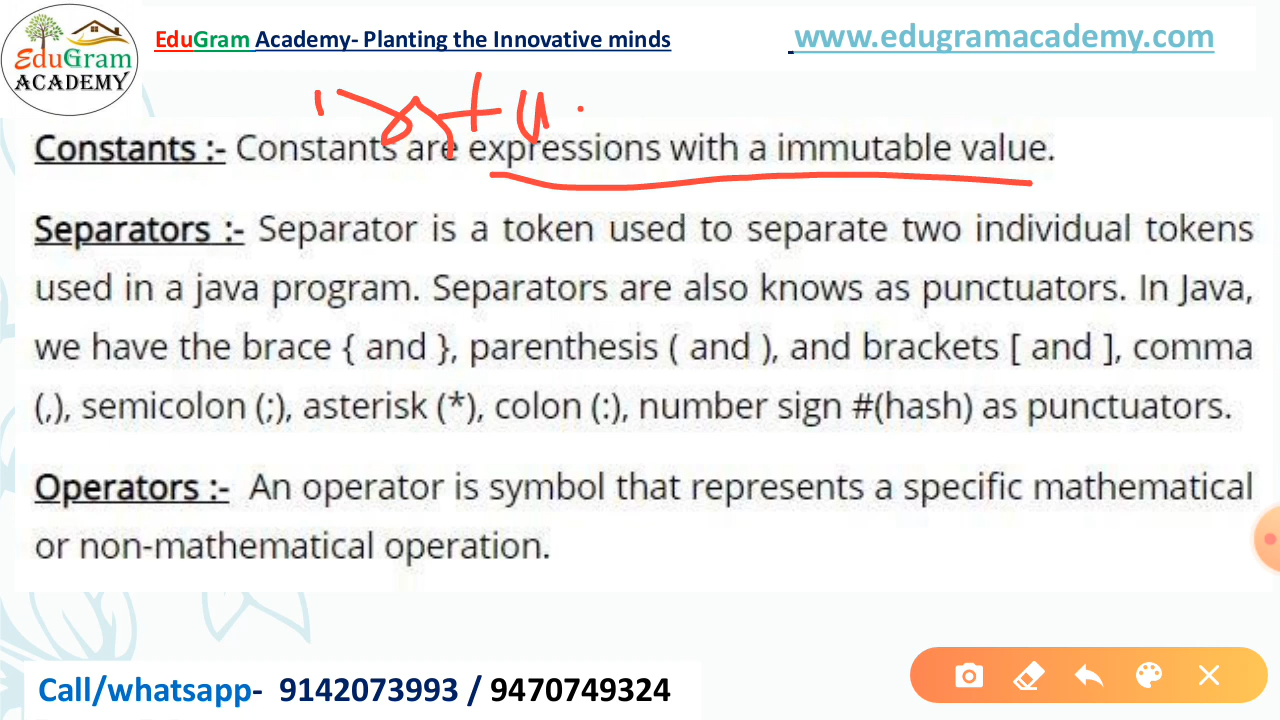 EduGram
ACADEMY
EduGram Academy- Planting the Innovative minds
www.edugramacademy.com
Constants :- Constants are expressions with a immutable value.
Separators :- Separator is a token used to separate two individual tokens
used in a java program. Separators are also knows as punctuators. In Java,
we have the brace { and }, parenthesis ( and ), and brackets [ and ], comma
(,), semicolon (;), asterisk (*), colon (:), number sign #(hash) as punctuators.
Operators :- An operator is symbol that represents a specific mathematical
or non-mathematical operation.
Call/whatsapp- 9142073993 / 9470749324